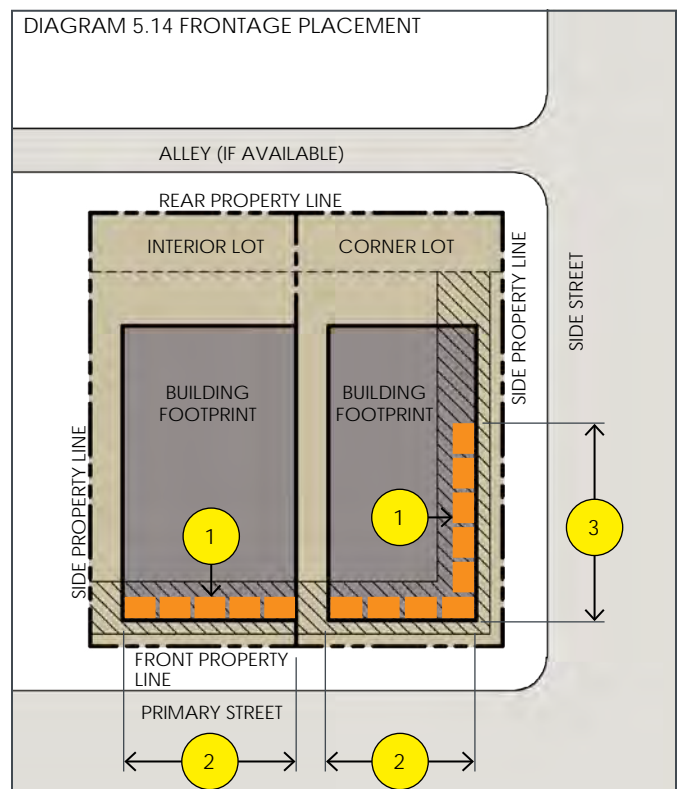 DIAGRAM 5.14 FRONTAGE PLACEMENT
ALLEY (IF AVAILABLE)
REAR PROPERTY LINE
INTERIOR LOT
CORNER LOT
SIDE PROPERTY LINE
SIDE STREET
BUILDING
FOOTPRINT
BUILDING
FOOTPRINT
SIDE PROPERTY LINE
1
1
3
FRONT PROPERTY
LINE
PRIMARY STREET
2
2